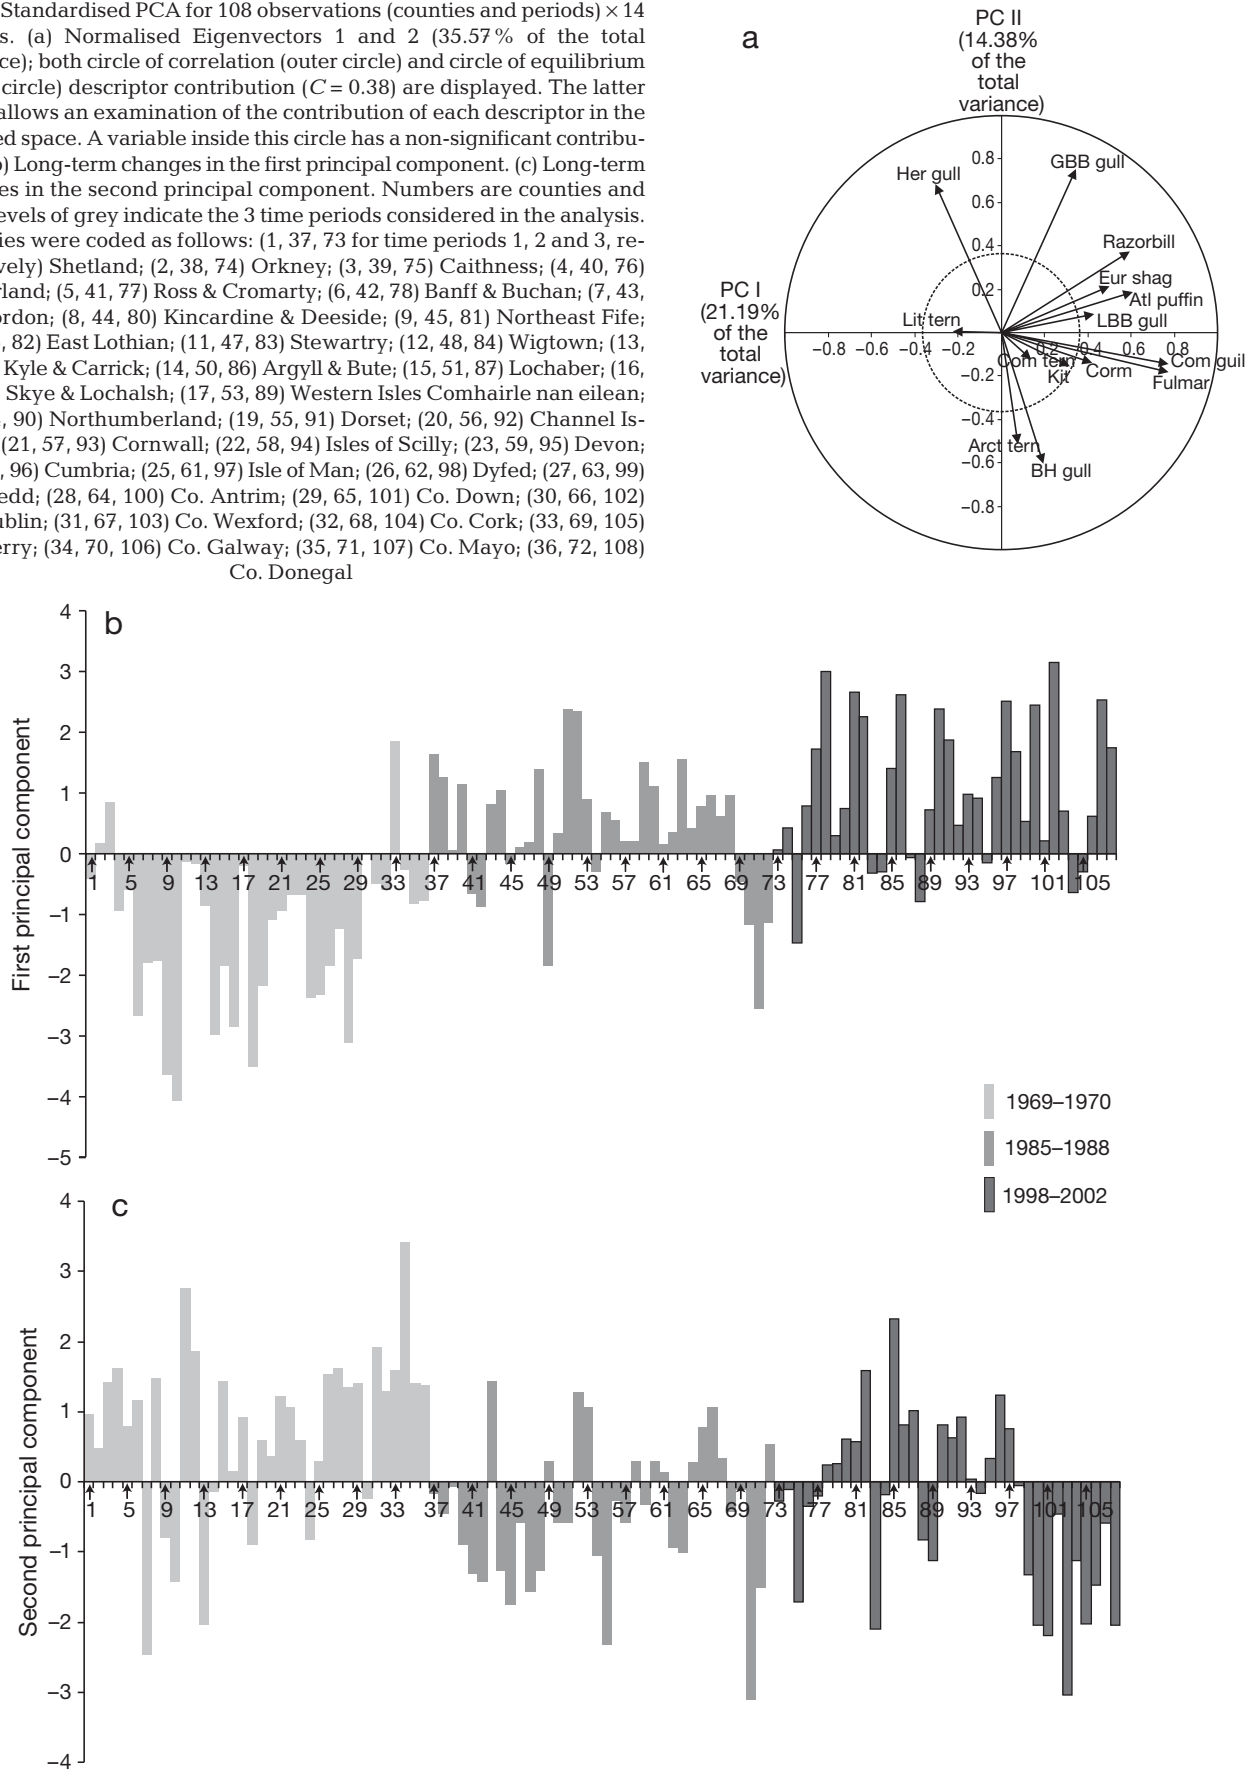 Standardised PCA for 108 observations (counties and periods) × 14
s. (a) Normalised Eigenvectors 1 and 2 (35.57% of the total
ce); both circle of correlation (outer circle) and circle of equilibrium
circle) descriptor contribution (C = 0.38) are displayed. The latter
allows an examination of the contribution of each descriptor in the
ed space. A variable inside this circle has a non-significant contribu-
) Long-term changes in the first principal component. (c) Long-term
es in the second principal component. Numbers are counties and
evels of grey indicate the 3 time periods considered in the analysis.
ies were coded as follows: (1, 37, 73 for time periods 1, 2 and 3, re-
vely) Shetland; (2, 38, 74) Orkney; (3, 39, 75) Caithness; (4, 40, 76)
rland; (5, 41, 77) Ross & Cromarty; (6, 42, 78) Banff & Buchan; (7, 43,
ordon; (8, 44, 80) Kincardine & Deeside; (9, 45, 81) Northeast Fife;
, 82) East Lothian; (11, 47, 83) Stewartry; (12, 48, 84) Wigtown; (13,
Kyle & Carrick; (14, 50, 86) Argyll & Bute; (15, 51, 87) Lochaber; (16,
Skye & Lochalsh; (17, 53, 89) Western Isles Comhairle nan eilean;
, 90) Northumberland; (19, 55, 91) Dorset; (20, 56, 92) Channel Is-
(21, 57, 93) Cornwall; (22, 58, 94) Isles of Scilly; (23, 59, 95) Devon;
, 96) Cumbria; (25, 61, 97) Isle of Man; (26, 62, 98) Dyfed; (27, 63, 99)
edd; (28, 64, 100) Co. Antrim; (29, 65, 101) Co. Down; (30, 66, 102)
ublin; (31, 67, 103) Co. Wexford; (32, 68, 104) Co. Cork; (33, 69, 105)
erry; (34, 70, 106) Co. Galway; (35, 71, 107) Co. Mayo; (36, 72, 108)
Co. Donegal
a
PC II
(14.38%
of the
total
variance)
PC I
(21.19%
of the
total
variance)
0.8
0.6
0.4
0.2
−0.2
−0.4
−0.6
−0.8
−0.8 −0.6 −0.4 −0.2 0.2 0.4 0.6 0.8
Her gull
GBB gull
Razorbill
Eur shag
Atl puffin
LBB gull
Lit tern
Com tern
Kit
Corm
Com guil
Fulmar
Arct tern
BH gull
b
First principal component
4
3
2
1
0
−1
−2
−3
−4
−5
1 5 9 13 17 21 25 29 33 37 41 45 49 53 57 61 65 69 73 77 81 85 89 93 97 101 105
1969–1970
1985–1988
1998–2002
c
Second principal component
4
3
2
1
0
−1
−2
−3
−4
1 5 9 13 17 21 25 29 33 37 41 45 49 53 57 61 65 69 73 77 81 85 89 93 97 101 105